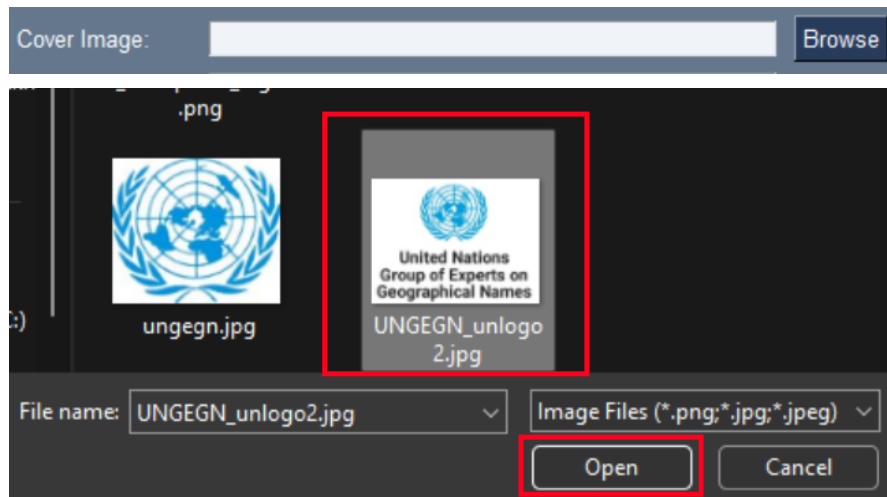 Cover Image:
Browse
.png
United Nations
Group of Experts on
Geographical Names
:)
ungegn.jpg
UNGEGN_unlogo
2.jpg
File name:
UNGEGN_unlogo2.jpg
Image Files (*.png;*.jpg;*.jpeg)
Open
Cancel